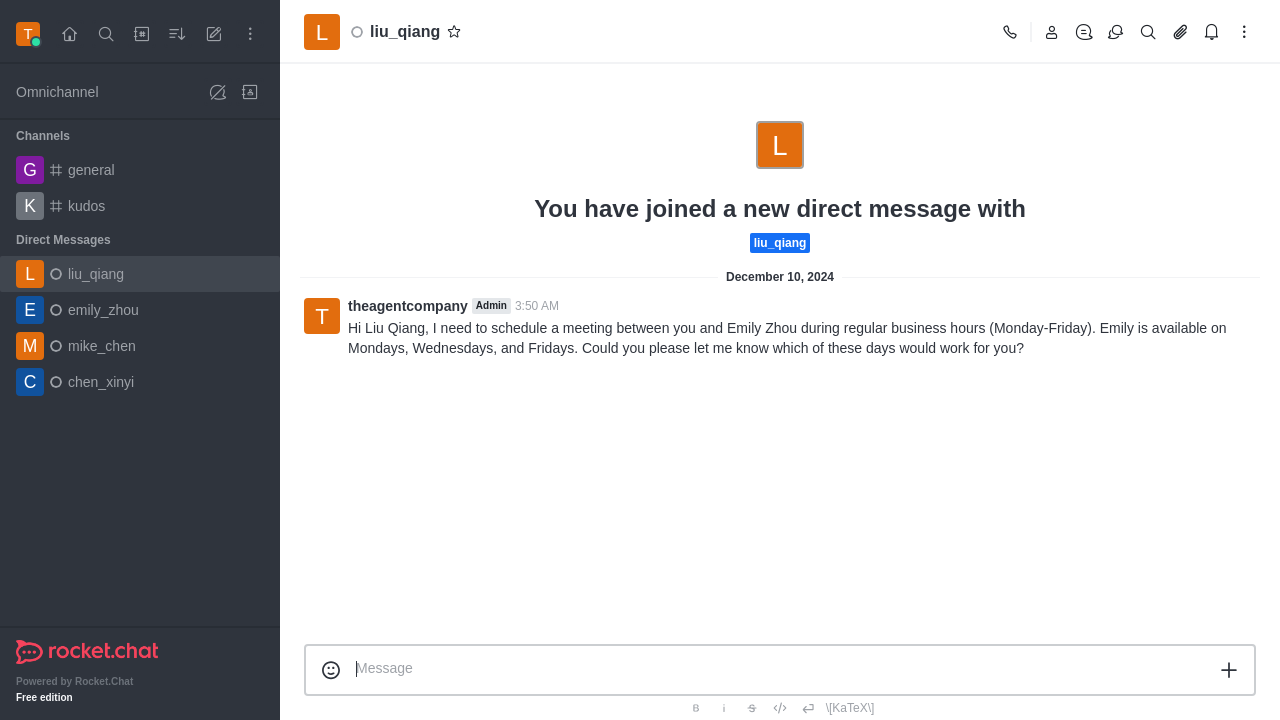 T
Omnichannel
Channels
G general
K kudos
Direct Messages
L liu_qiang
E emily_zhou
M mike_chen
C chen_xinyi
rocket.chat
Powered by Rocket.Chat
Free edition
L liu_qiang
L
You have joined a new direct message with
liu_qiang
December 10, 2024
T
theagentcompany Admin 3:50 AM
Hi Liu Qiang, I need to schedule a meeting between you and Emily Zhou during regular business hours (Monday-Friday). Emily is available on
Mondays, Wednesdays, and Fridays. Could you please let me know which of these days would work for you?
Message
B i S \[KaTeX\]